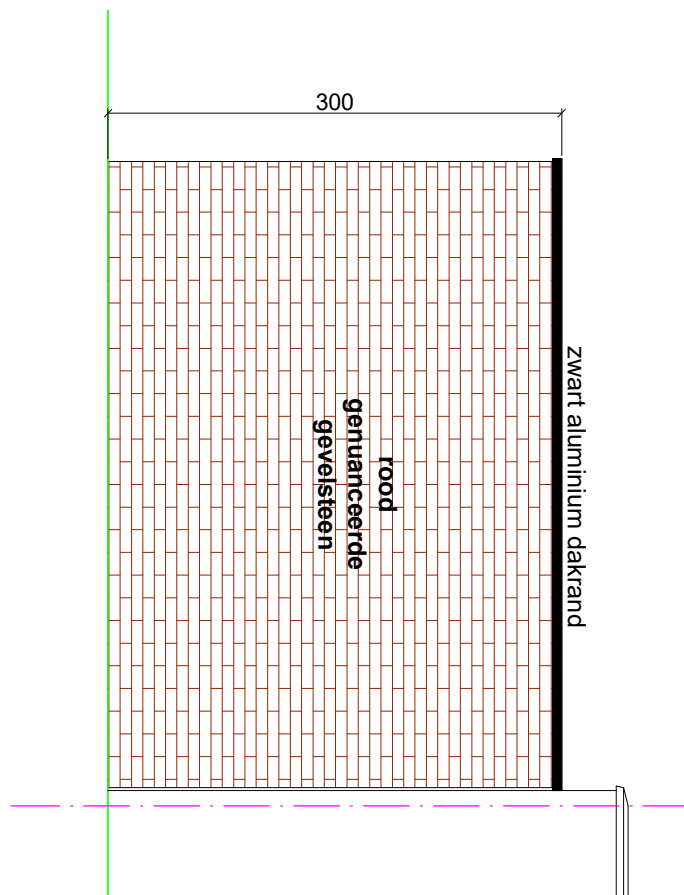 300
zwart aluminium dakrand
rood
genuanceerde
gevelsteen